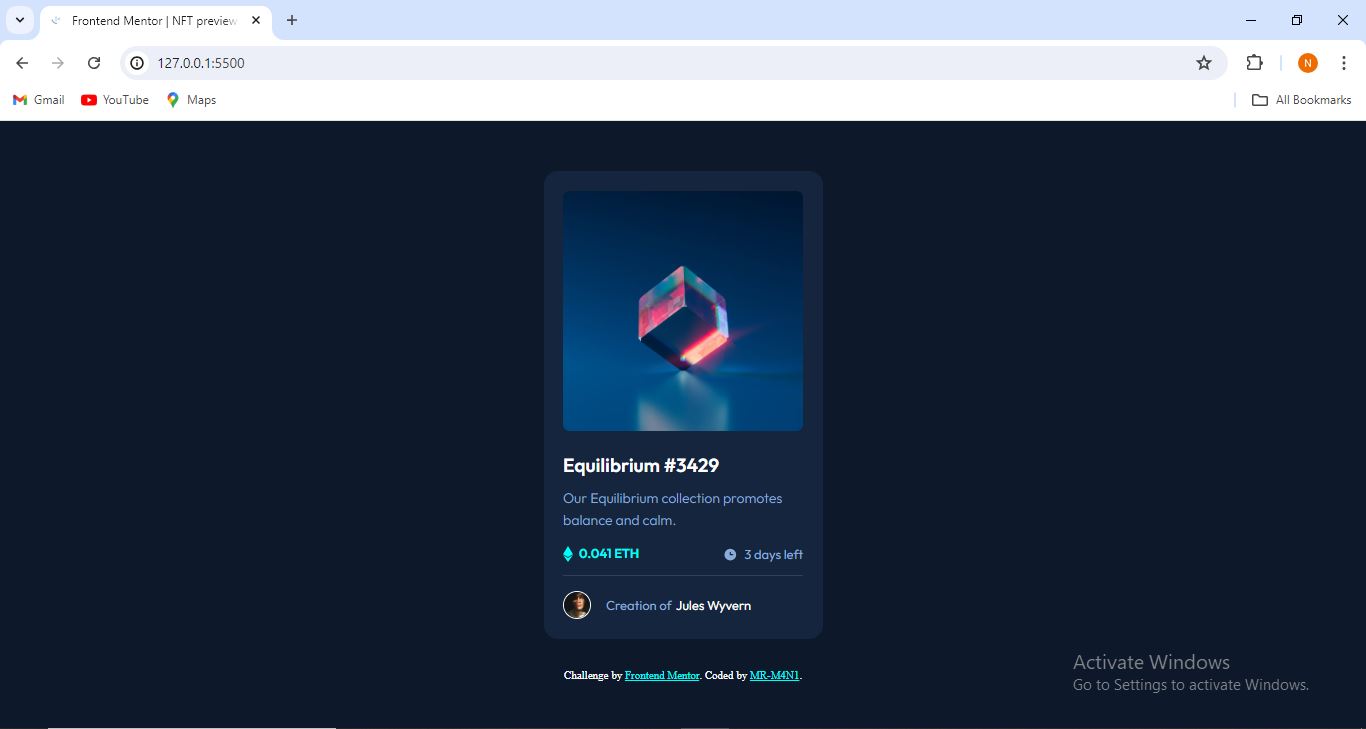 Frontend Mentor | NFT preview
127.0.0.1:5500
N
Gmail
YouTube
Maps
All Bookmarks
Equilibrium #3429
Our Equilibrium collection promotes
balance and calm.
0.041 ETH
3 days left
Creation of Jules Wyvern
Challenge by Frontend Mentor. Coded by MR-M4N1.
Activate Windows
Go to Settings to activate Windows.